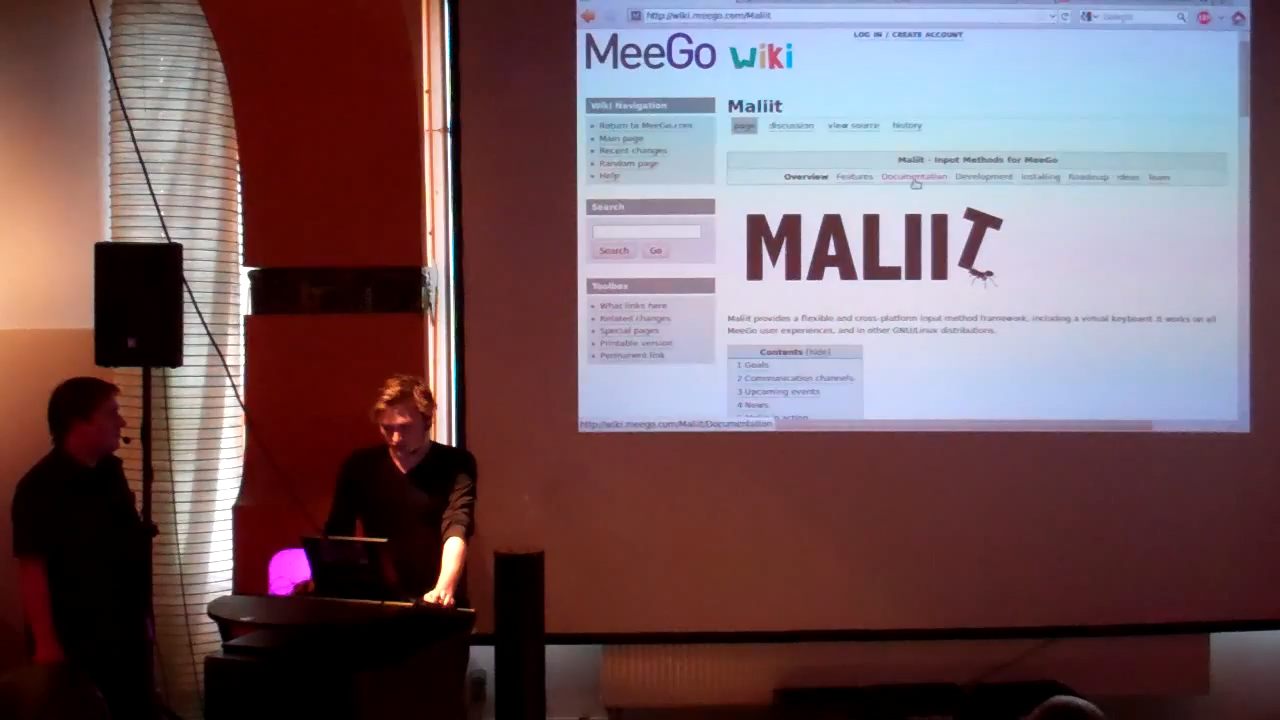 http://wiki.meego.com/Maliit
LOG IN / CREATE ACCOUNT
MeeGo wiki
Wiki Navigation
Return to MeeGo.com
Main page
Recent changes
Random page
Help
Search
Search Go
Toolbox
What links here
Related changes
Special pages
Printable version
Permanent link
Maliit
page discussion view source history
Maliit - Input Methods for MeeGo
Overview Features Documentation Development Installing Roadmap Ideas Team
MALIIT
Maliit provides a flexible and cross-platform input method framework, including a virtual keyboard. It works on all
MeeGo user experiences, and in other GNU/Linux distributions.
Contents [hide]
1 Goals
2 Communication channels
3 Upcoming events
4 News
in action
http://wiki.meego.com/Maliit/Documentation